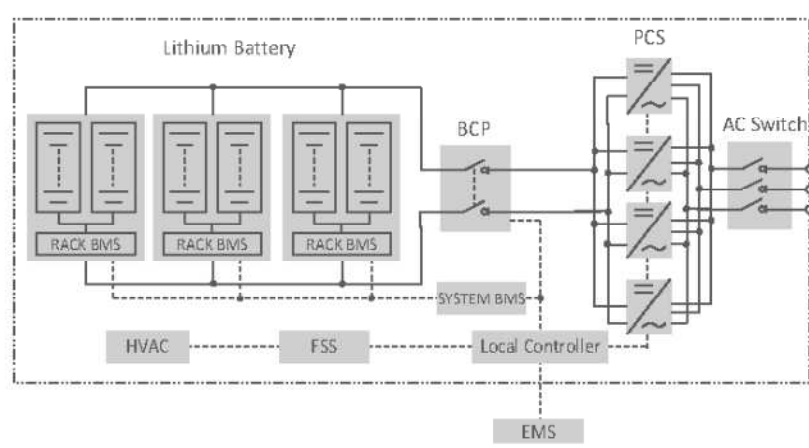 Lithium Battery
PCS
BCP
AC Switch
RACK BMS
RACK BMS
RACK BMS
SYSTEM BMS
HVAC
FSS
Local Controller
EMS